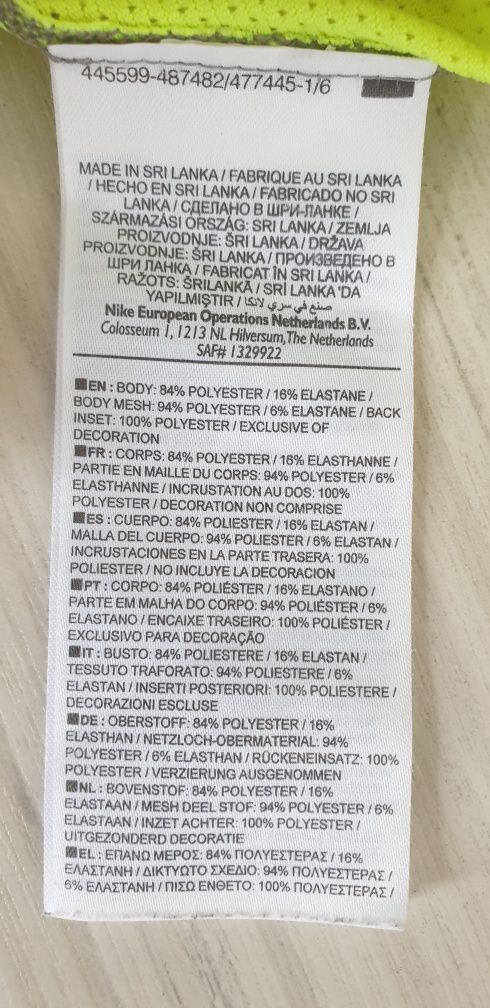 445599-487482/477445-1/6
MADE IN SRI LANKA / FABRIQUE AU SRI LANKA
/ HECHO EN SRI LANKA / FABRICADO NO SRI
LANKA / СДЕЛАНО В ШРИ-ЛАНКЕ /
SZÁRMAZÁSI ORSZÁG: SRI LANKA / ZEMLJA
PROIZVODNJE: ŠRI LANKA / DRŽAVA
PROIZVODNJE: ŠRI LANKA / ПРОИЗВЕДЕНО В
ШРИ ЛАНКА / FABRICAT ÎN SRI LANKA /
RAŽOTS: ŠRILANKĀ / SRİ LANKA 'DA
YAPILMIŞTIR / صنع في سري لانكا
Nike European Operations Netherlands B.V.
Colosseum 1, 1213 NL Hilversum, The Netherlands
SAF# 1329922
EN : BODY: 84% POLYESTER / 16% ELASTANE /
BODY MESH: 94% POLYESTER / 6% ELASTANE / BACK
INSET: 100% POLYESTER / EXCLUSIVE OF
DECORATION
FR : CORPS: 84% POLYESTER / 16% ELASTHANNE /
PARTIE EN MAILLE DU CORPS: 94% POLYESTER / 6%
ELASTHANNE / INCRUSTATION AU DOS: 100%
POLYESTER / DECORATION NON COMPRISE
ES : CUERPO: 84% POLIESTER / 16% ELASTAN /
MALLA DEL CUERPO: 94% POLIESTER / 6% ELASTAN /
INCRUSTACIONES EN LA PARTE TRASERA: 100%
POLIESTER / NO INCLUYE LA DECORACION
PT : CORPO: 84% POLIÉSTER / 16% ELASTANO /
PARTE EM MALHA DO CORPO: 94% POLIÉSTER / 6%
ELASTANO / ENCAIXE TRASEIRO: 100% POLIÉSTER /
EXCLUSIVO PARA DECORAÇÃO
IT : BUSTO: 84% POLIESTERE / 16% ELASTAN /
TESSUTO TRAFORATO: 94% POLIESTERE / 6%
ELASTAN / INSERTI POSTERIORI: 100% POLIESTERE /
DECORAZIONI ESCLUSE
DE : OBERSTOFF: 84% POLYESTER / 16%
ELASTHAN / NETZLOCH-OBERMATERIAL: 94%
POLYESTER / 6% ELASTHAN / RÜCKENEINSATZ: 100%
POLYESTER / VERZIERUNG AUSGENOMMEN
NL : BOVENSTOF: 84% POLYESTER / 16%
ELASTAAN / MESH DEEL STOF: 94% POLYESTER / 6%
ELASTAAN / INZET ACHTER: 100% POLYESTER /
UITGEZONDERD DECORATIE
EL : ΕΠΑΝΩ ΜΕΡΟΣ: 84% ΠΟΛΥΕΣΤΕΡΑΣ / 16%
ΕΛΑΣΤΑΝΗ / ΔΙΚΤΥΩΤΟ ΣΧΕΔΙΟ: 94% ΠΟΛΥΕΣΤΕΡΑΣ /
6% ΕΛΑΣΤΑΝΗ / ΠΙΣΩ ΕΝΘΕΤΟ: 100% ΠΟΛΥΕΣΤΕΡΑΣ /